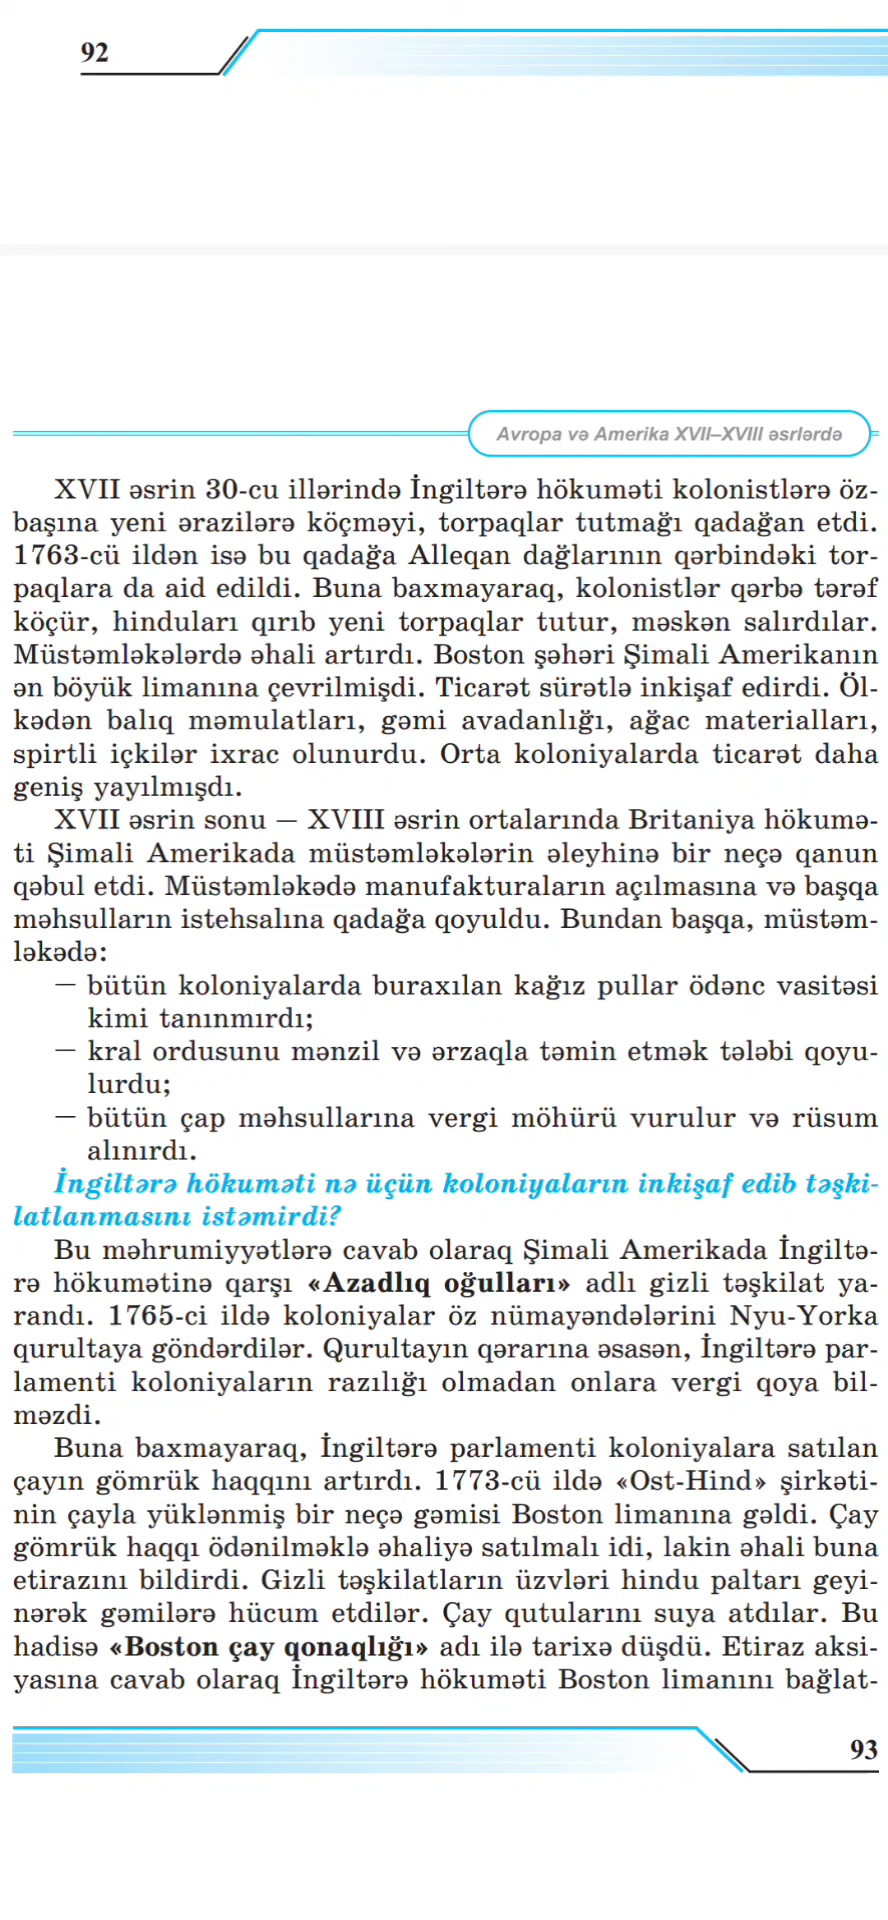 92
Avropa və Amerika XVII–XVIII əsrlərdə
XVII əsrin 30-cu illərində İngiltərə hökuməti kolonistlərə öz-
başına yeni ərazilərə köçməyi, torpaqlar tutmağı qadağan etdi.
1763-cü ildən isə bu qadağa Alleqan dağlarının qərbindəki tor-
paqlara da aid edildi. Buna baxmayaraq, kolonistlər qərbə tərəf
köçür, hinduları qırıb yeni torpaqlar tutur, məskən salırdılar.
Müstəmləkələrdə əhali artırdı. Boston şəhəri Şimali Amerikanın
ən böyük limanına çevrilmişdi. Ticarət sürətlə inkişaf edirdi. Öl-
kədən balıq məmulatları, gəmi avadanlığı, ağac materialları,
spirtli içkilər ixrac olunurdu. Orta koloniyalarda ticarət daha
geniş yayılmışdı.
XVII əsrin sonu — XVIII əsrin ortalarında Britaniya hökumə-
ti Şimali Amerikada müstəmləkələrin əleyhinə bir neçə qanun
qəbul etdi. Müstəmləkədə manufakturaların açılmasına və başqa
məhsulların istehsalına qadağa qoyuldu. Bundan başqa, müstəm-
ləkədə:
— bütün koloniyalarda buraxılan kağız pullar ödənc vasitəsi
kimi tanınmırdı;
— kral ordusunu mənzil və ərzaqla təmin etmək tələbi qoyu-
lurdu;
— bütün çap məhsullarına vergi möhürü vurulur və rüsum
alınırdı.
İngiltərə hökuməti nə üçün koloniyaların inkişaf edib təşki-
latlanmasını istəmirdi?
Bu məhrumiyyətlərə cavab olaraq Şimali Amerikada İngiltə-
rə hökumətinə qarşı «Azadlıq oğulları» adlı gizli təşkilat ya-
randı. 1765-ci ildə koloniyalar öz nümayəndələrini Nyu-Yorka
qurultaya göndərdilər. Qurultayın qərarına əsasən, İngiltərə par-
lamenti koloniyaların razılığı olmadan onlara vergi qoya bil-
məzdi.
Buna baxmayaraq, İngiltərə parlamenti koloniyalara satılan
çayın gömrük haqqını artırdı. 1773-cü ildə «Ost-Hind» şirkəti-
nin çayla yüklənmiş bir neçə gəmisi Boston limanına gəldi. Çay
gömrük haqqı ödənilməklə əhaliyə satılmalı idi, lakin əhali buna
etirazını bildirdi. Gizli təşkilatların üzvləri hindu paltarı geyi-
nərək gəmilərə hücum etdilər. Çay qutularını suya atdılar. Bu
hadisə «Boston çay qonaqlığı» adı ilə tarixə düşdü. Etiraz aksi-
yasına cavab olaraq İngiltərə hökuməti Boston limanını bağlat-
93